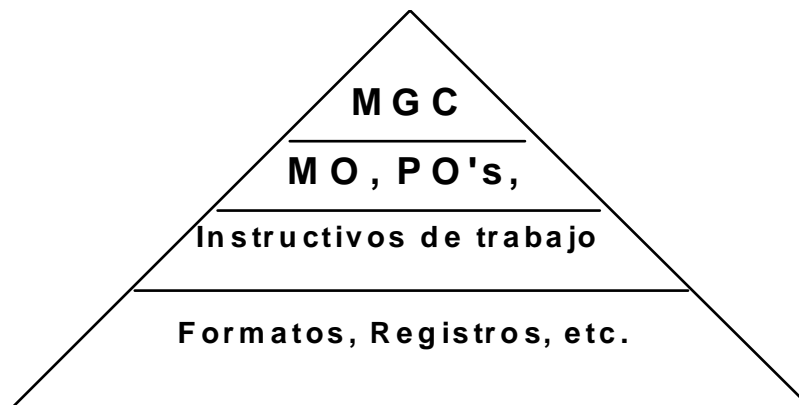 MGC
MO, PO's,
Instructivos de trabajo
Formatos, Registros, etc.